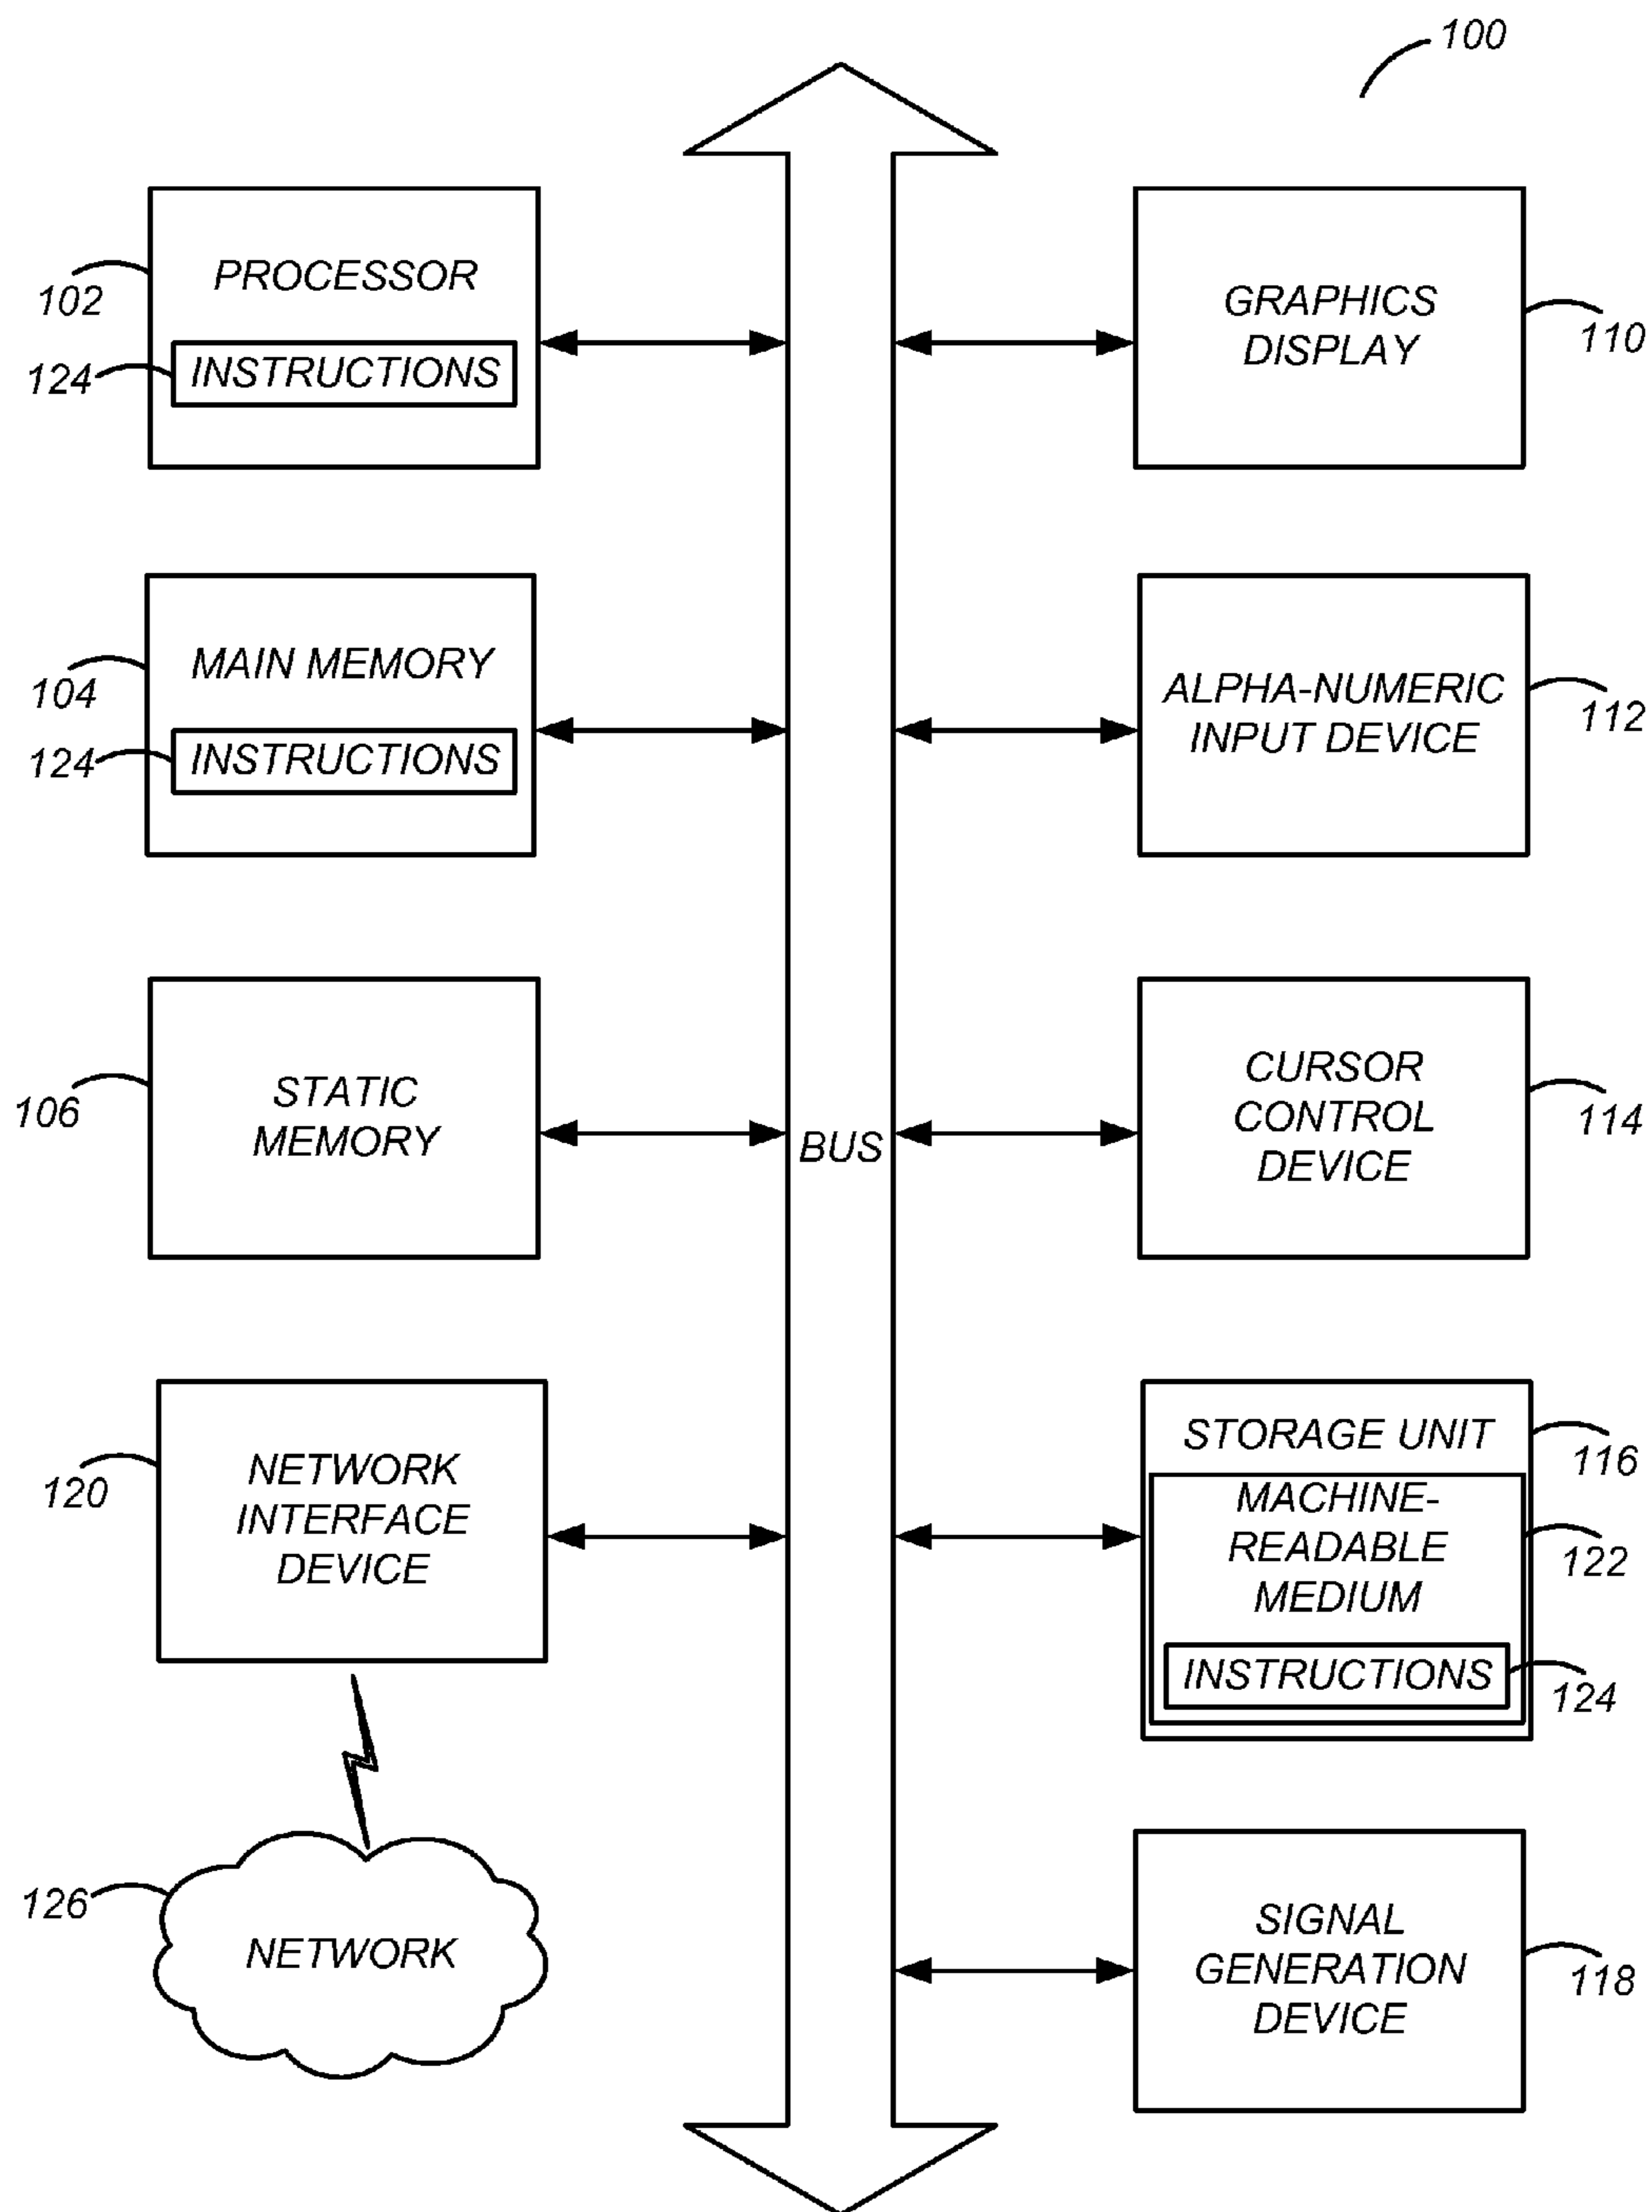 100
PROCESSOR
102
124
INSTRUCTIONS
MAIN MEMORY
104
124
INSTRUCTIONS
STATIC
MEMORY
106
NETWORK
INTERFACE
DEVICE
120
126
NETWORK
BUS
GRAPHICS
DISPLAY
110
ALPHA-NUMERIC
INPUT DEVICE
112
CURSOR
CONTROL
DEVICE
114
STORAGE UNIT
116
MACHINE-
READABLE
MEDIUM
122
INSTRUCTIONS
124
SIGNAL
GENERATION
DEVICE
118